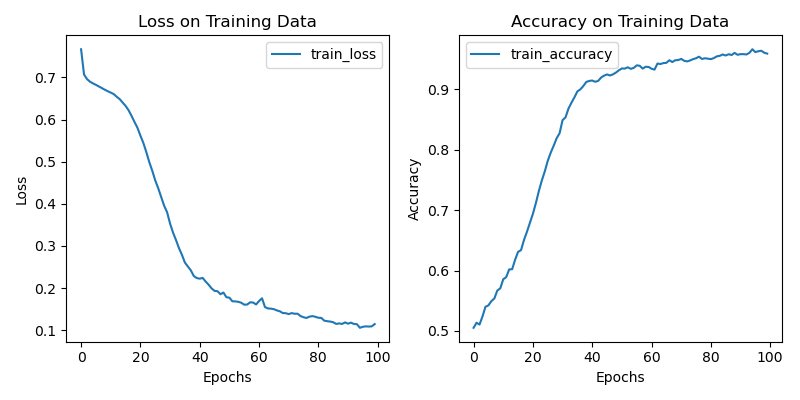 Loss on Training Data
train_loss
0.7
0.6
0.5
0.4
0.3
0.2
0.1
Loss
0 20 40 60 80 100
Epochs
Accuracy on Training Data
train_accuracy
0.9
0.8
0.7
0.6
0.5
Accuracy
0 20 40 60 80 100
Epochs